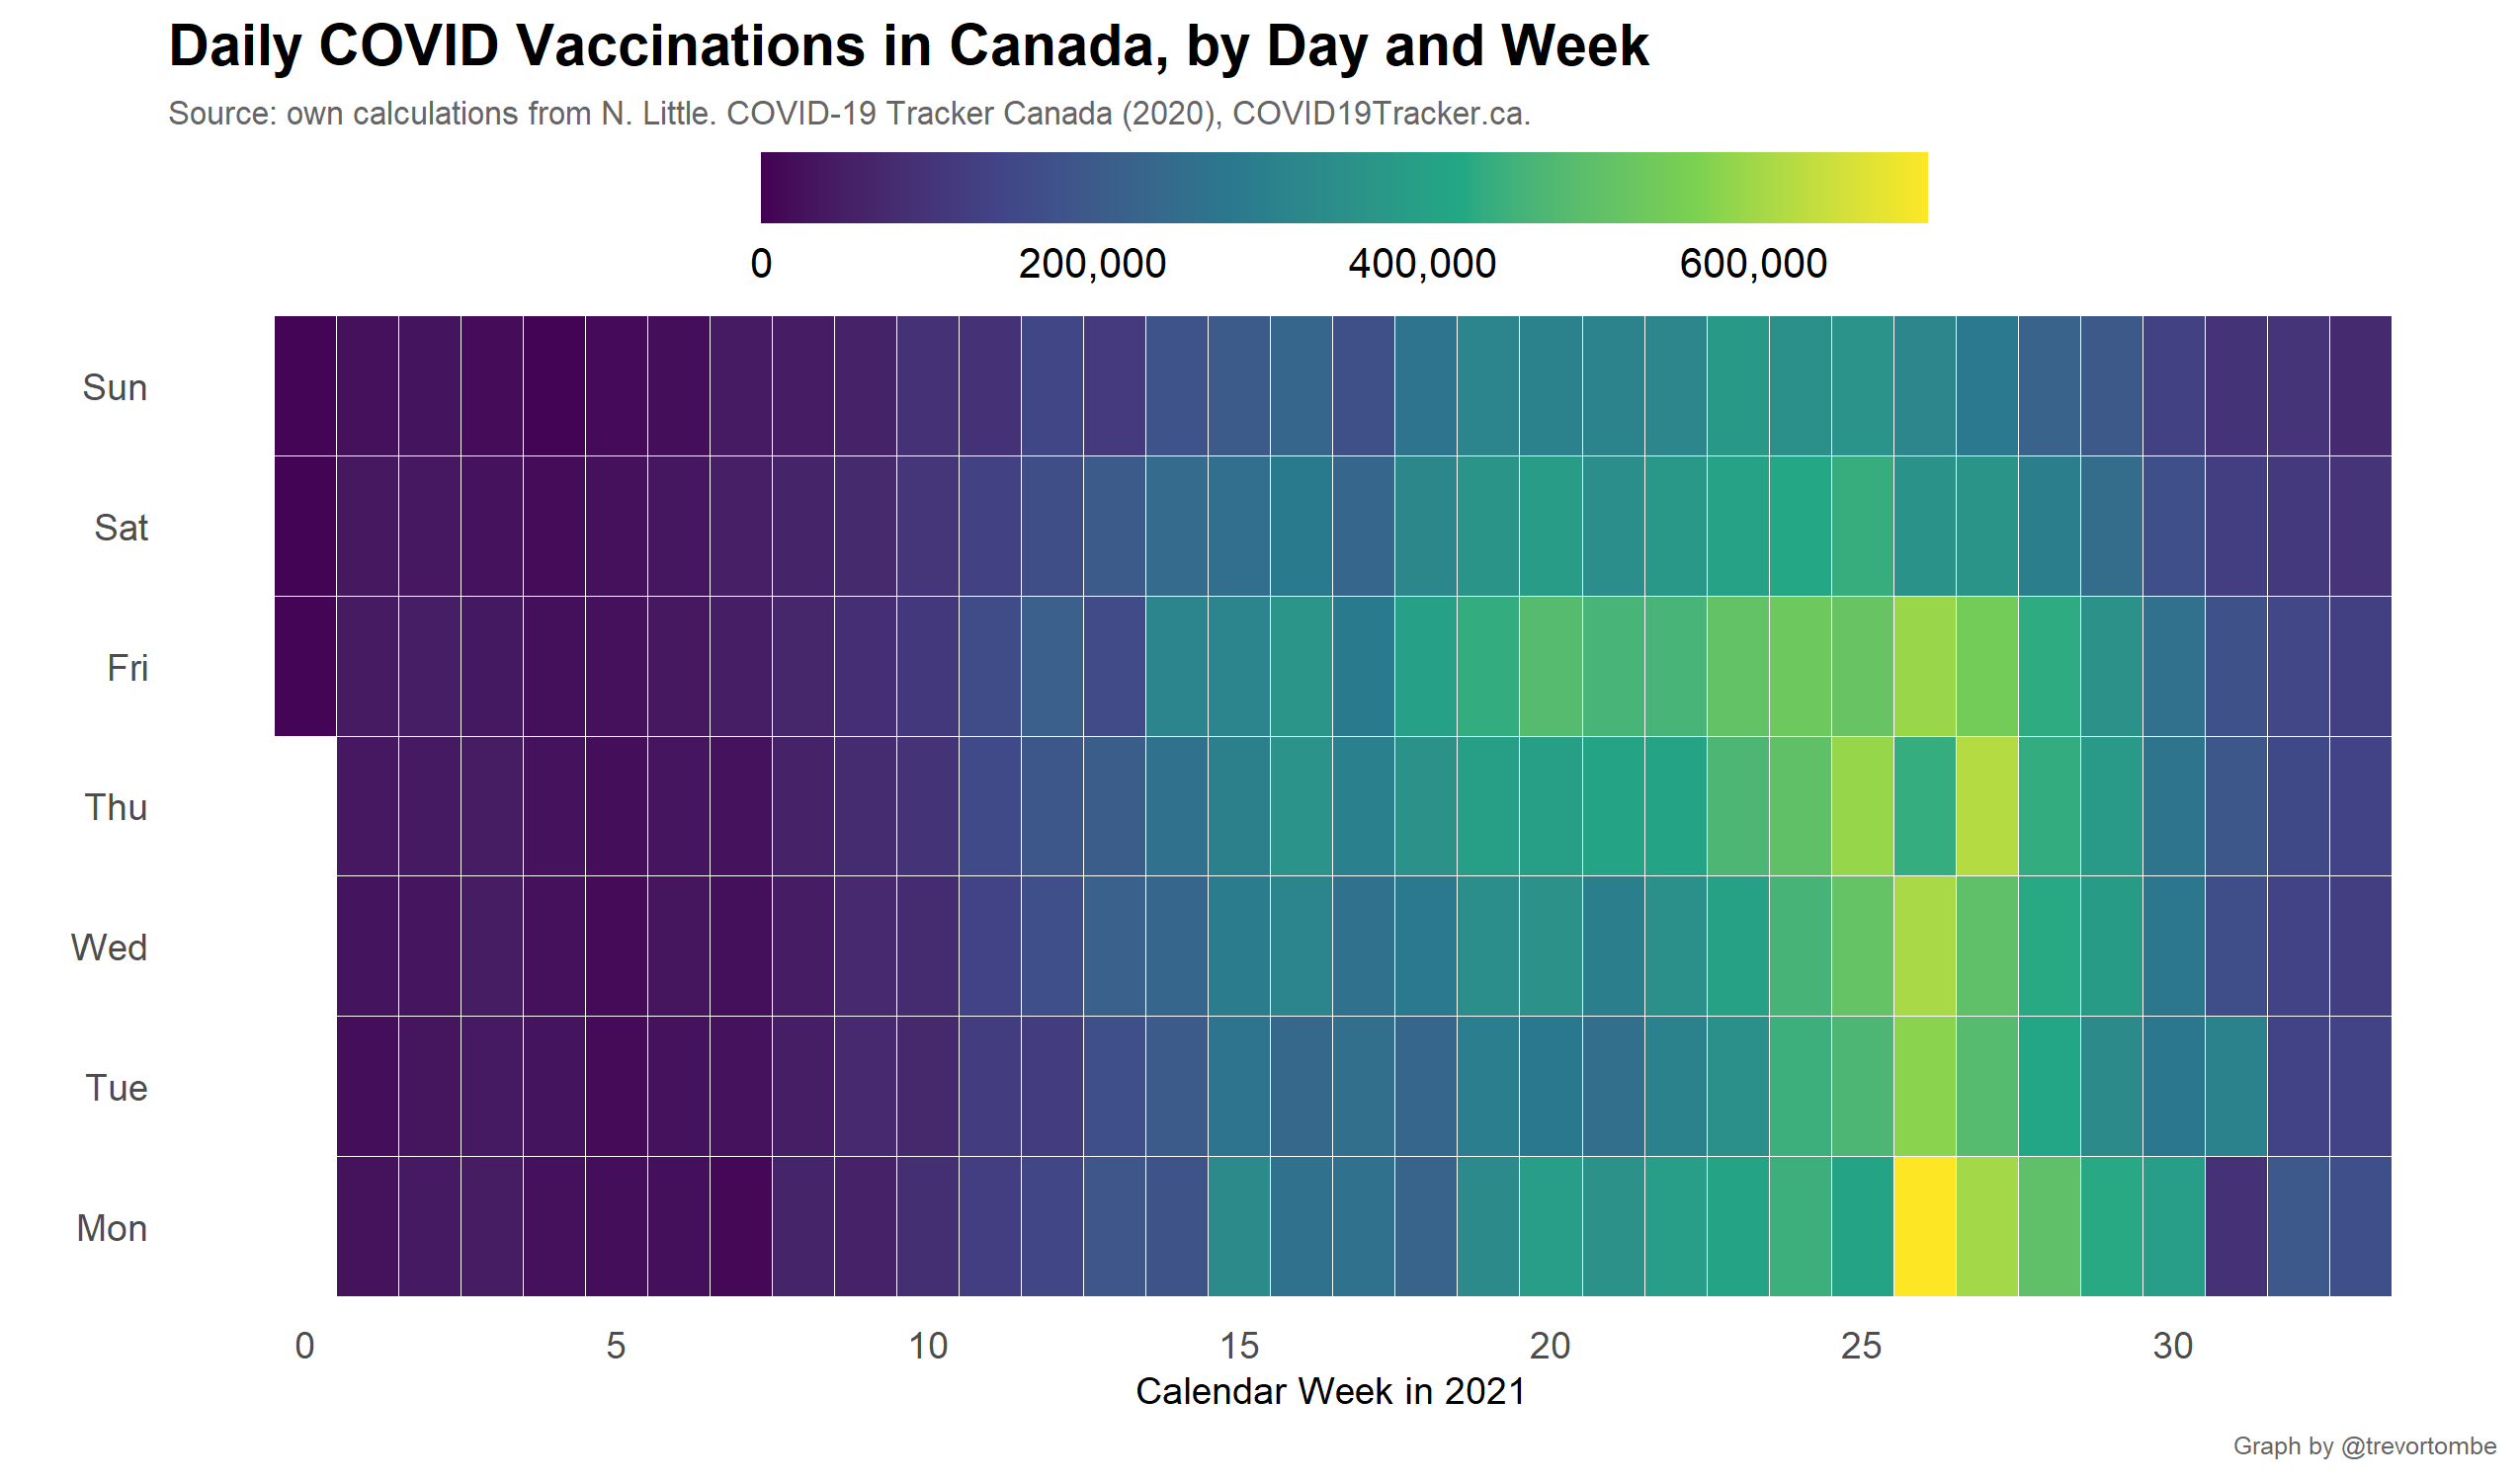 Daily COVID Vaccinations in Canada, by Day and Week
Source: own calculations from N. Little. COVID-19 Tracker Canada (2020), COVID19Tracker.ca.
0 200,000 400,000 600,000
Sun
Sat
Fri
Thu
Wed
Tue
Mon
0 5 10 15 20 25 30
Calendar Week in 2021
Graph by @trevortombe